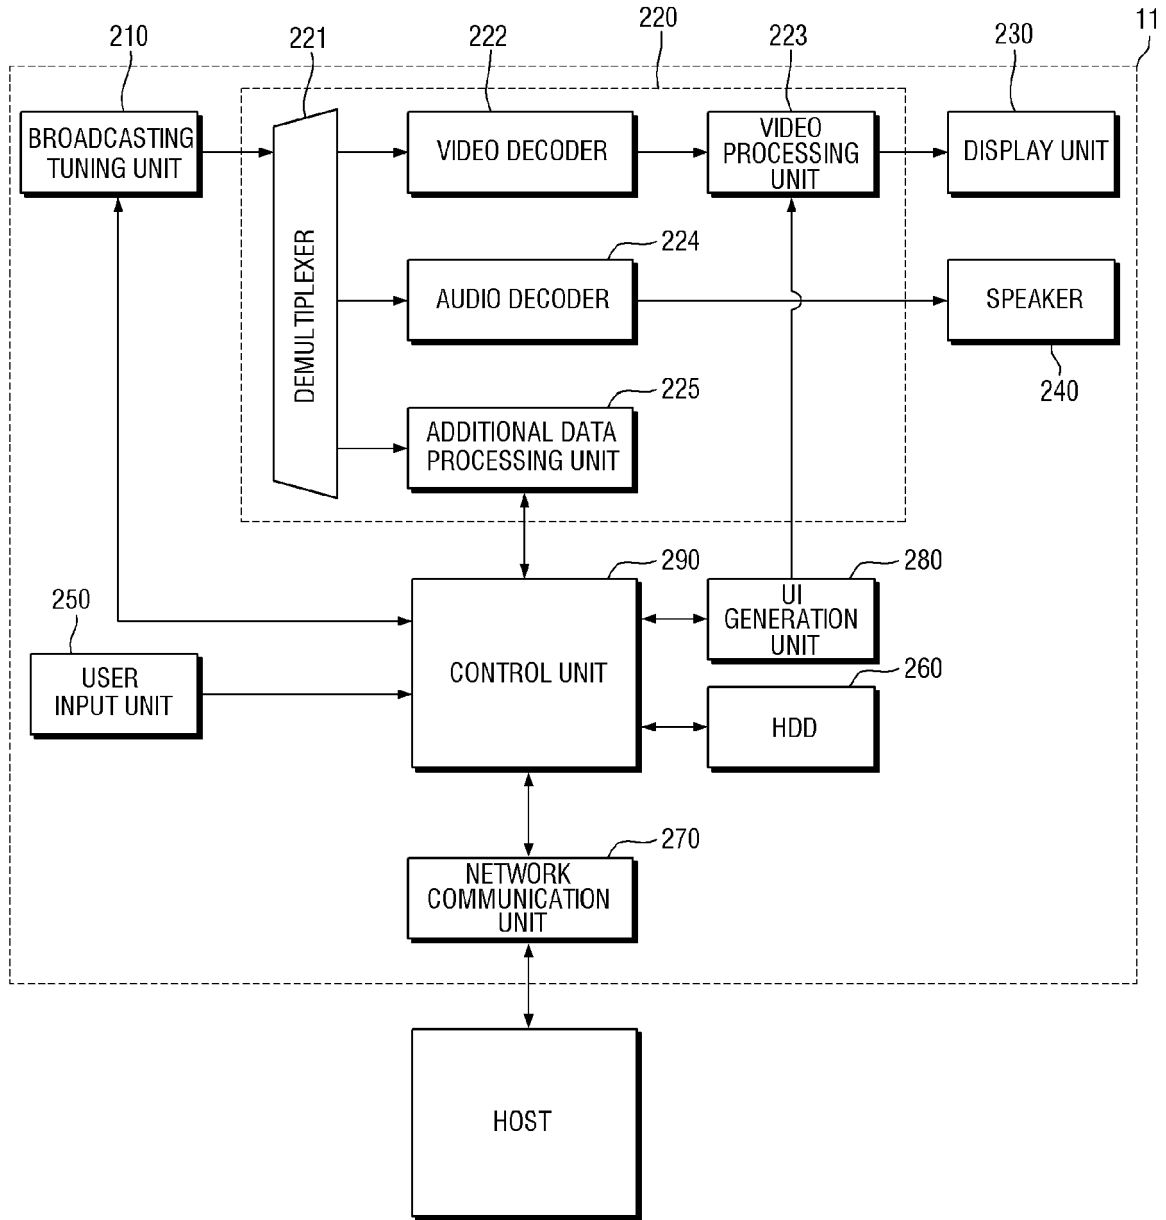 11
210
221
222
220
223
230
BROADCASTING
TUNING UNIT
VIDEO DECODER
VIDEO
PROCESSING
UNIT
DISPLAY UNIT
DEMULTIPLEXER
224
AUDIO DECODER
SPEAKER
240
225
ADDITIONAL DATA
PROCESSING UNIT
290
280
250
CONTROL UNIT
UI
GENERATION
UNIT
USER
INPUT UNIT
260
HDD
270
NETWORK
COMMUNICATION
UNIT
HOST